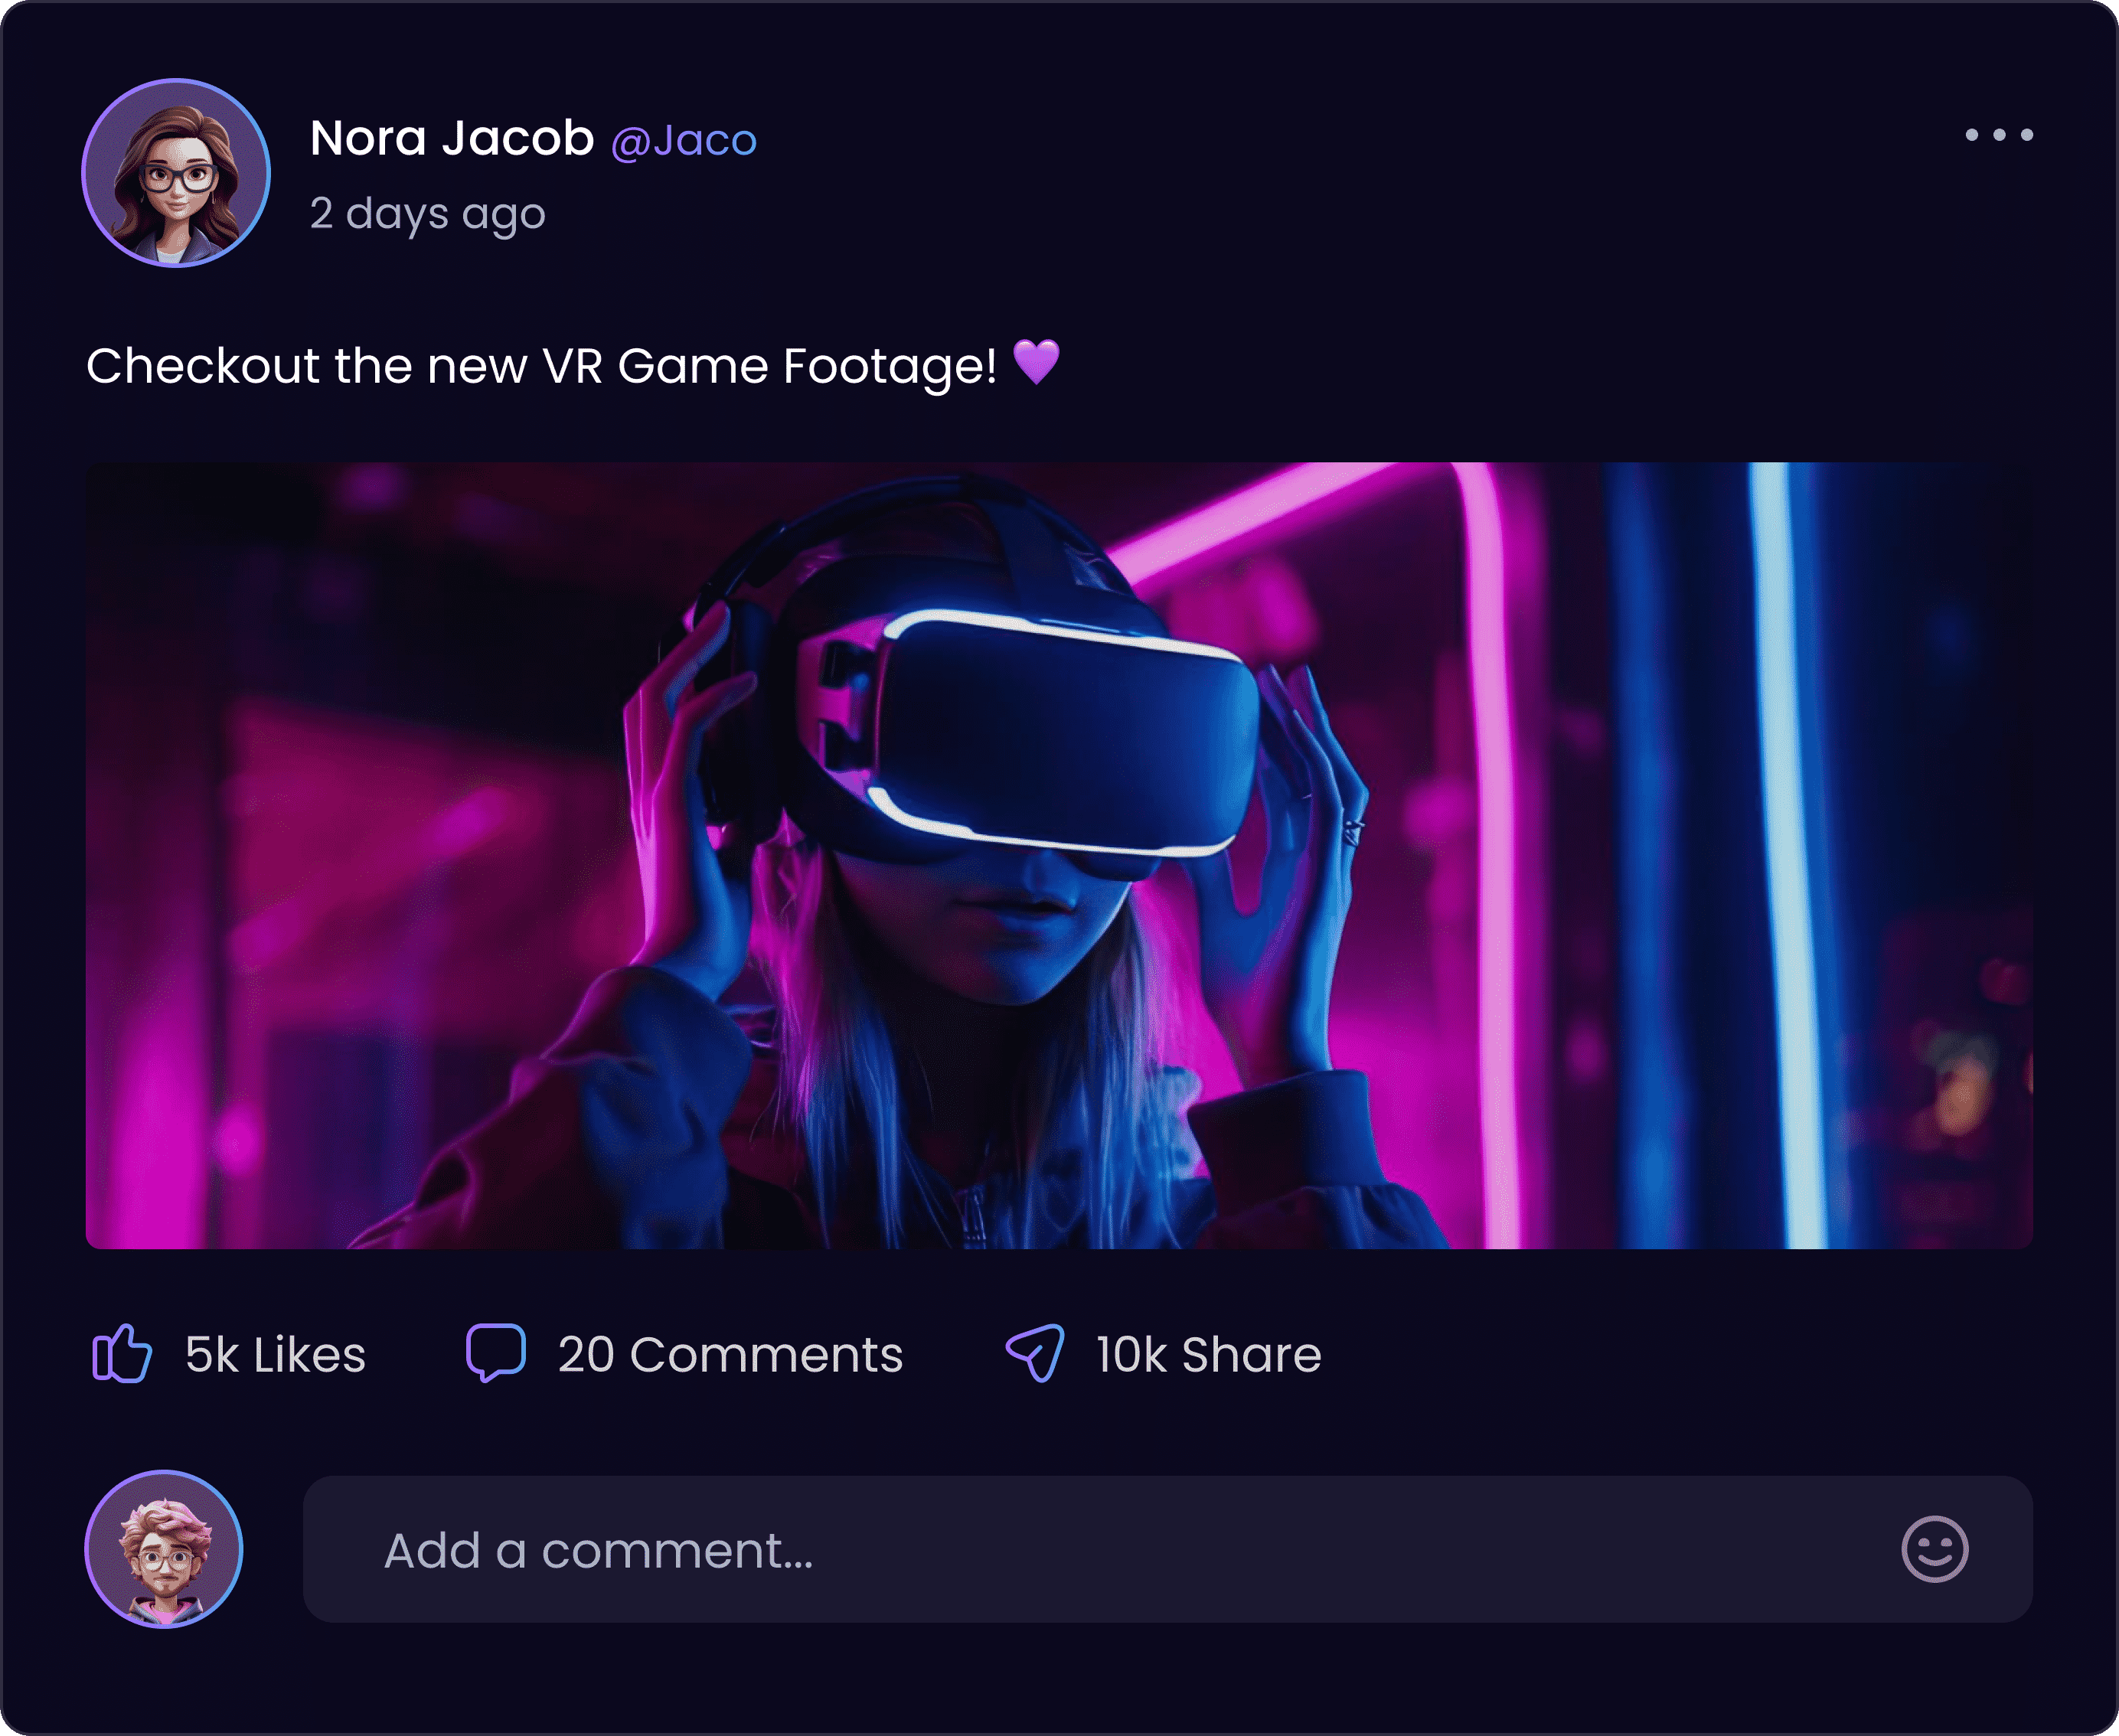 Nora Jacob @Jaco
2 days ago
Checkout the new VR Game Footage! 💜
5k Likes 20 Comments 10k Share
Add a comment...